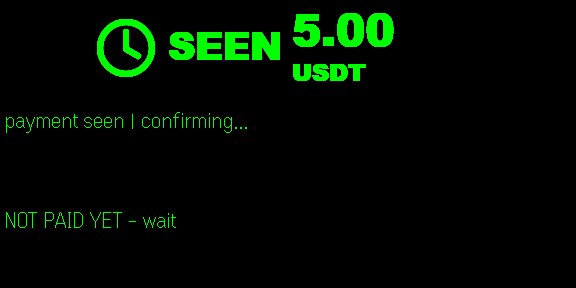 SEEN 5.00
USDT
payment seen | confirming...
NOT PAID YET - wait